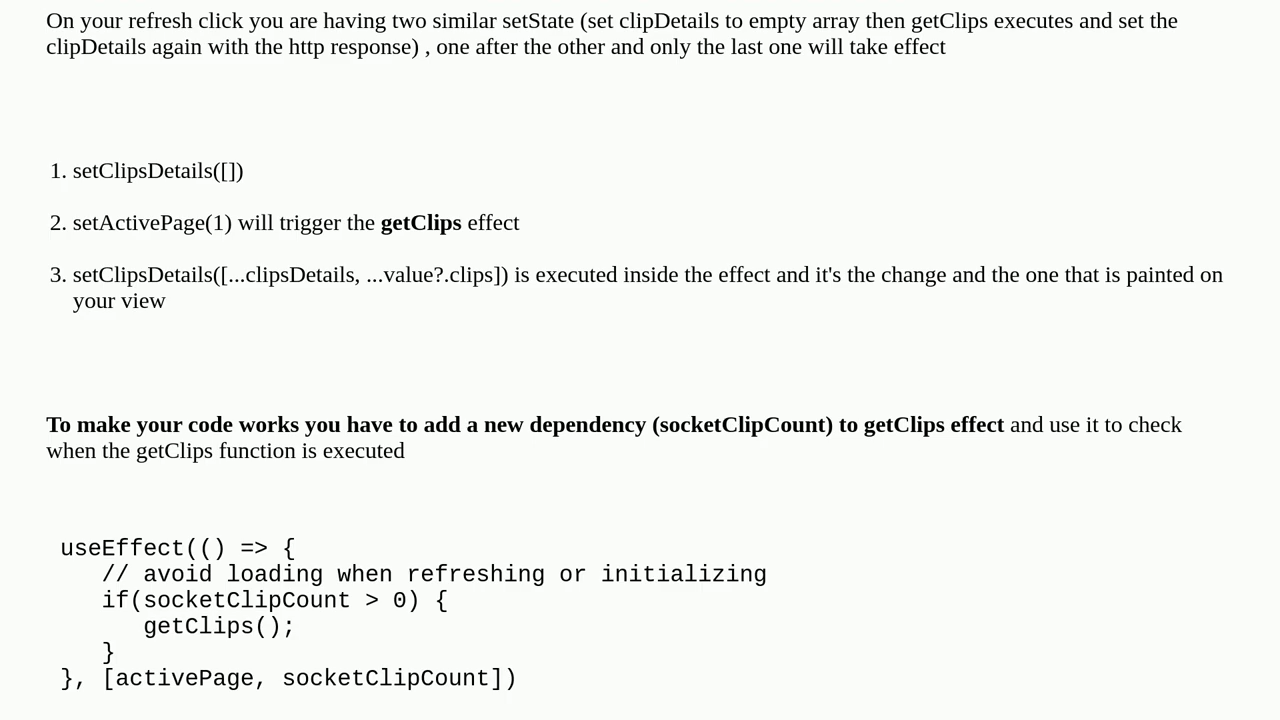 On your refresh click you are having two similar setState (set clipDetails to empty array then getClips executes and set the
clipDetails again with the http response) , one after the other and only the last one will take effect
1. setClipsDetails([])
2. setActivePage(1) will trigger the getClips effect
3. setClipsDetails([...clipsDetails, ...value?.clips]) is executed inside the effect and it's the change and the one that is painted on
your view
To make your code works you have to add a new dependency (socketClipCount) to getClips effect and use it to check
when the getClips function is executed
useEffect(() => {
   // avoid loading when refreshing or initializing
   if(socketClipCount > 0) {
      getClips();
   }
}, [activePage, socketClipCount])